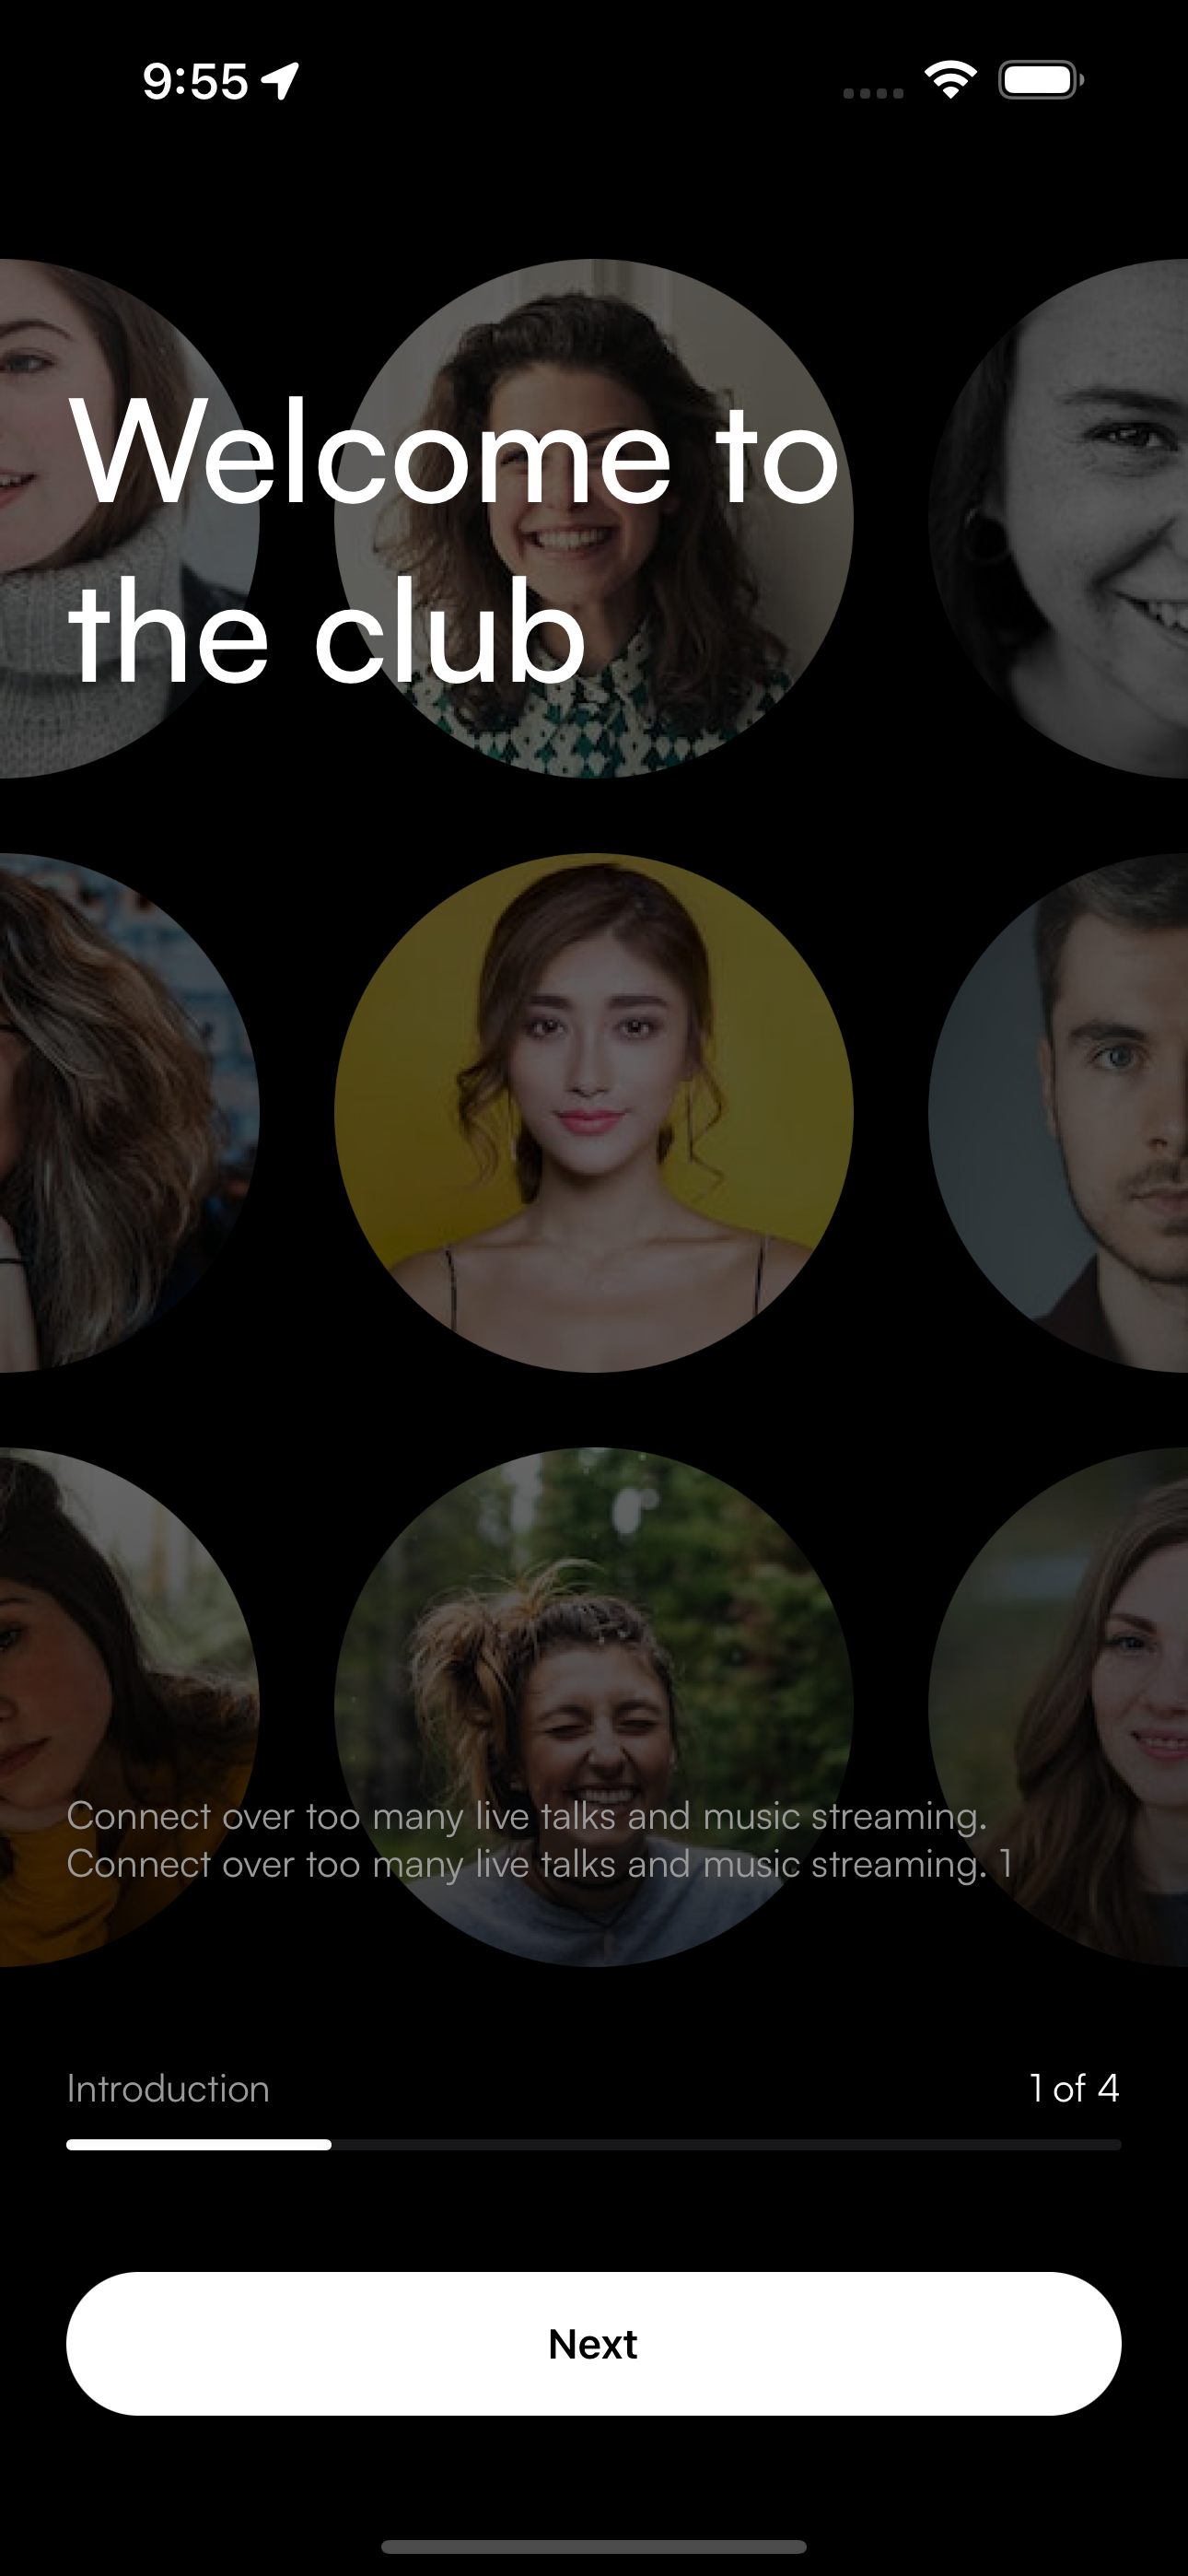 9:55
Welcome to
the club
Connect over too many live talks and music streaming.
Connect over too many live talks and music streaming. 1
Introduction
1 of 4
Next